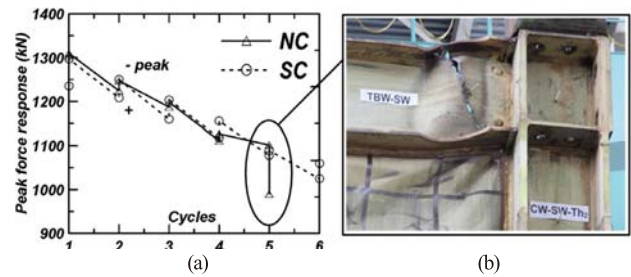 Peak force response (kN)
1400
1300
1200
1100
1000
900
- peak
+
NC
SC
Cycles
1 2 3 4 5 6
(a)
TBW-SW
CW-SW-Th₂
(b)